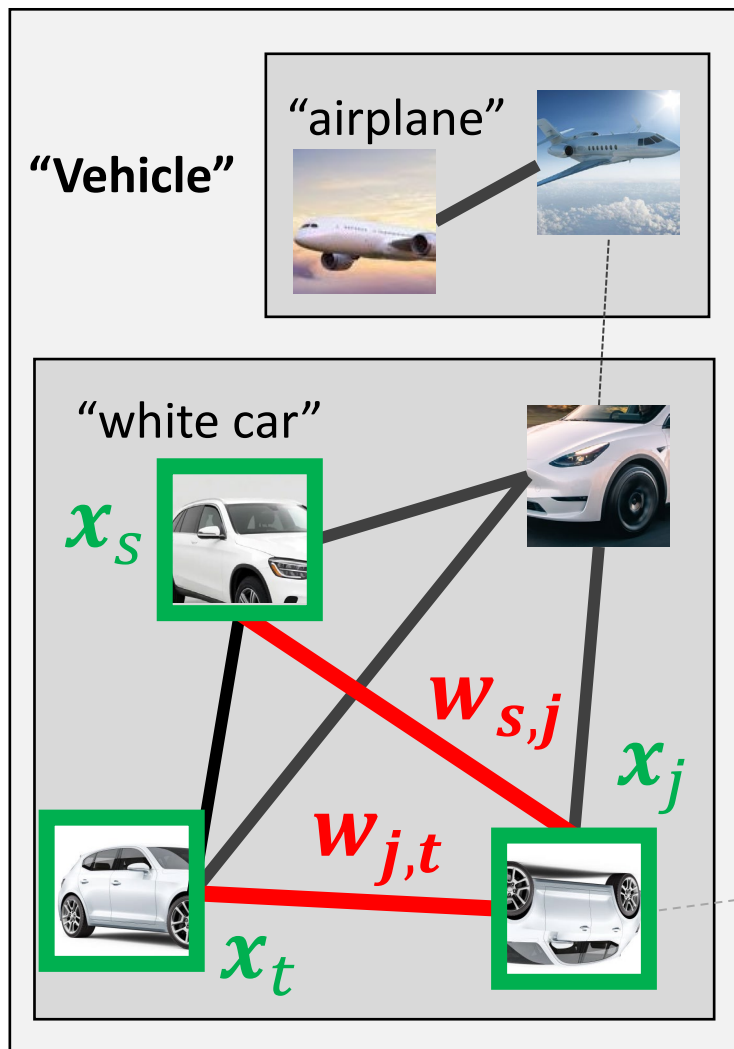 “airplane”
“Vehicle”
“white car”
x_s
w_{s,j}
x_j
w_{j,t}
x_t